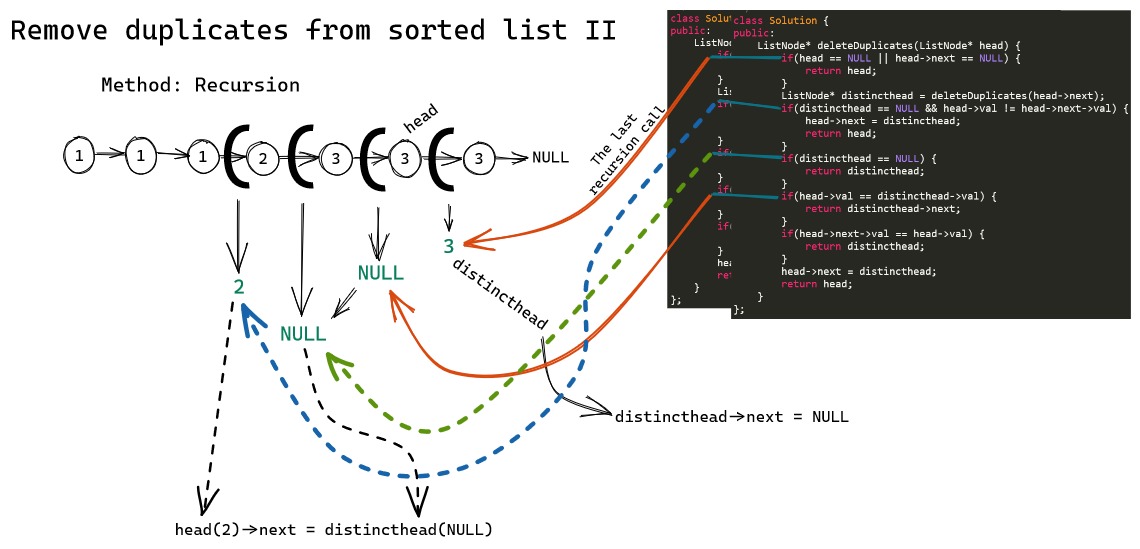 Remove duplicates from sorted list II
Method: Recursion
head
1 1 1 2 3 3 3 NULL
The last
recursion call
3
distincthead
NULL
2
NULL
distincthead->next = NULL
head(2)->next = distincthead(NULL)
class Solut
public:
ListNo
if
}
Li
if
}
if
}
if
}
if
}
hea
ret
}
};
class Solution {
public:
ListNode* deleteDuplicates(ListNode* head) {
if(head == NULL || head->next == NULL) {
return head;
}
ListNode* distincthead = deleteDuplicates(head->next);
if(distincthead == NULL && head->val != head->next->val) {
head->next = distincthead;
return head;
}
if(distincthead == NULL) {
return distincthead;
}
if(head->val == distincthead->val) {
return distincthead->next;
}
if(head->next->val == head->val) {
return distincthead;
}
head->next = distincthead;
return head;
}
};